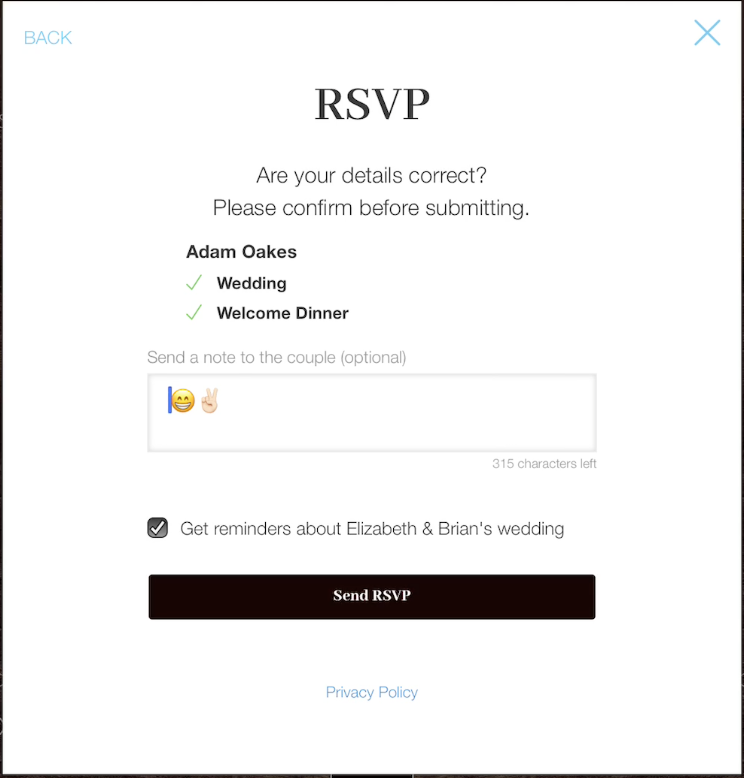 BACK
RSVP
Are your details correct?
Please confirm before submitting.
Adam Oakes
Wedding
Welcome Dinner
Send a note to the couple (optional)
😁✌🏻
315 characters left
Get reminders about Elizabeth & Brian's wedding
Send RSVP
Privacy Policy